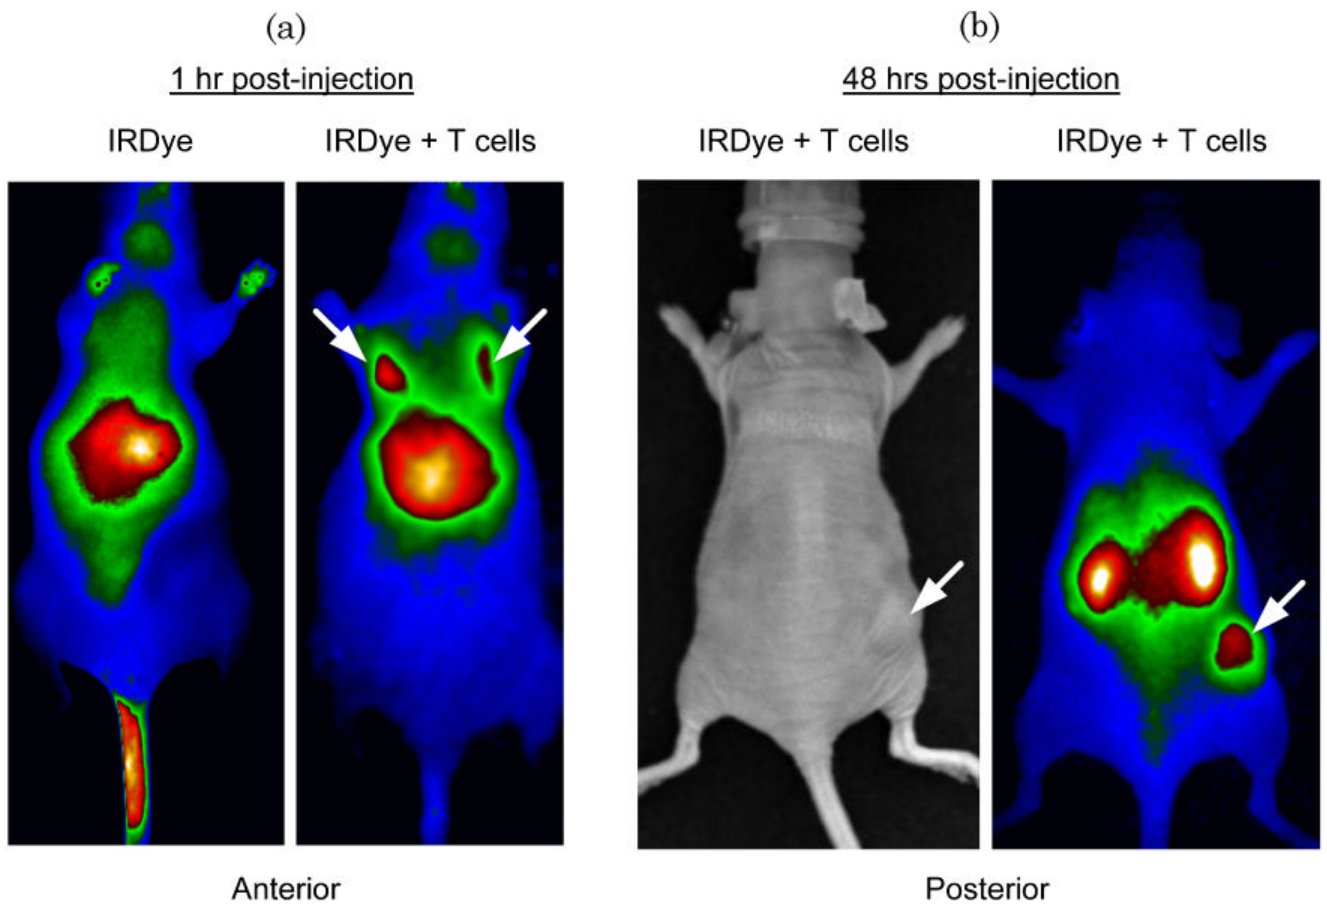 (a)
1 hr post-injection
IRDye
IRDye + T cells
Anterior
(b)
48 hrs post-injection
IRDye + T cells
IRDye + T cells
Posterior